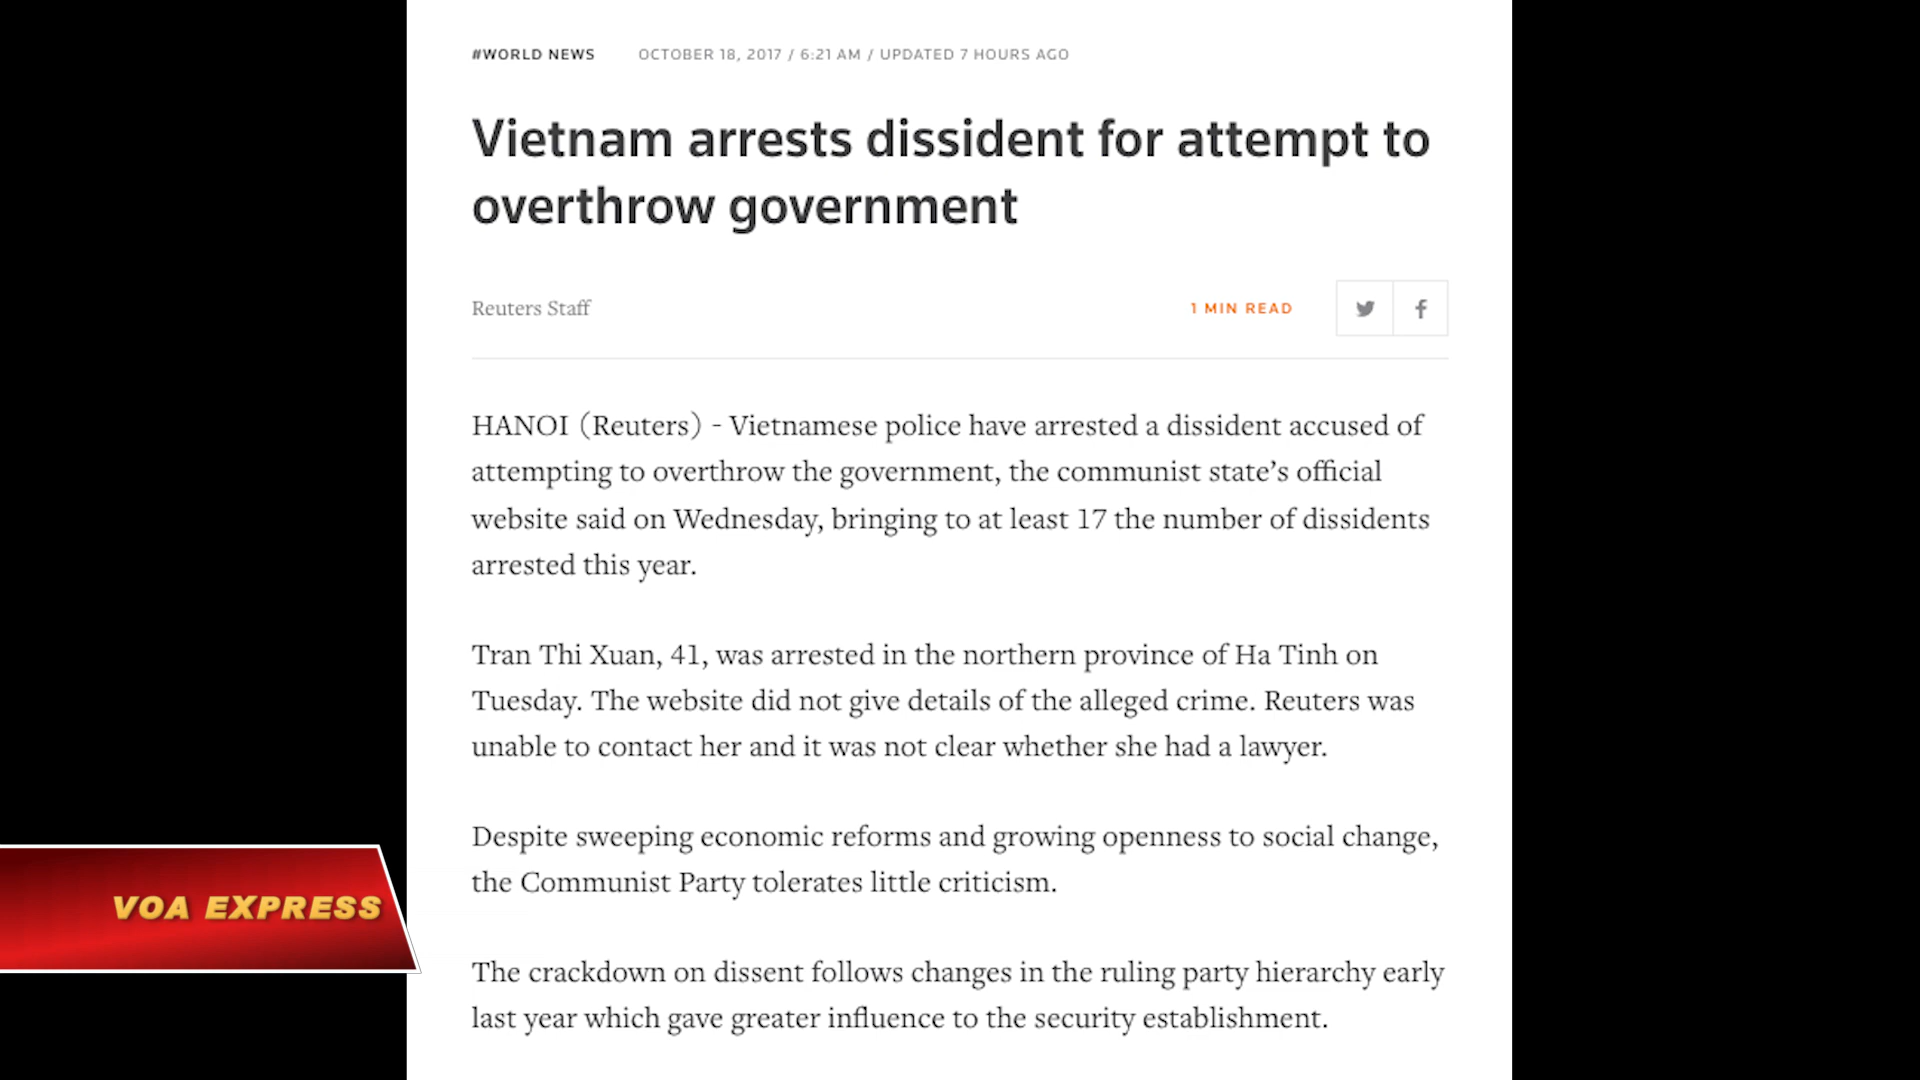 #WORLD NEWS OCTOBER 18, 2017 / 6:21 AM / UPDATED 7 HOURS AGO
Vietnam arrests dissident for attempt to
overthrow government
Reuters Staff 1 MIN READ
HANOI (Reuters) - Vietnamese police have arrested a dissident accused of
attempting to overthrow the government, the communist state’s official
website said on Wednesday, bringing to at least 17 the number of dissidents
arrested this year.
Tran Thi Xuan, 41, was arrested in the northern province of Ha Tinh on
Tuesday. The website did not give details of the alleged crime. Reuters was
unable to contact her and it was not clear whether she had a lawyer.
Despite sweeping economic reforms and growing openness to social change,
the Communist Party tolerates little criticism.
VOA EXPRESS
The crackdown on dissent follows changes in the ruling party hierarchy early
last year which gave greater influence to the security establishment.